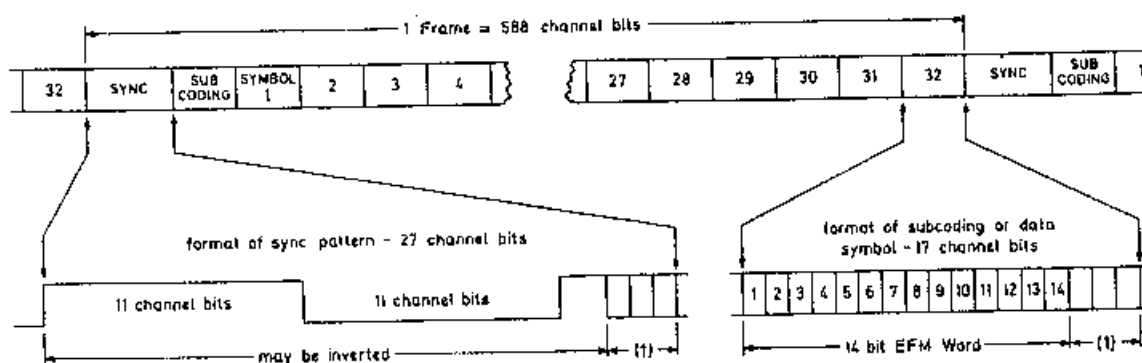 1 Frame = 588 channel bits
32 SYNC SUB CODING SYMBOL 1 2 3 4 27 28 29 30 31 32 SYNC SUB CODING 1
format of sync pattern - 27 channel bits
format of subcoding or data
symbol - 17 channel bits
11 channel bits 11 channel bits 1 2 3 4 5 6 7 8 9 10 11 12 13 14
may be inverted (1) 14 bit EFM Word (1)